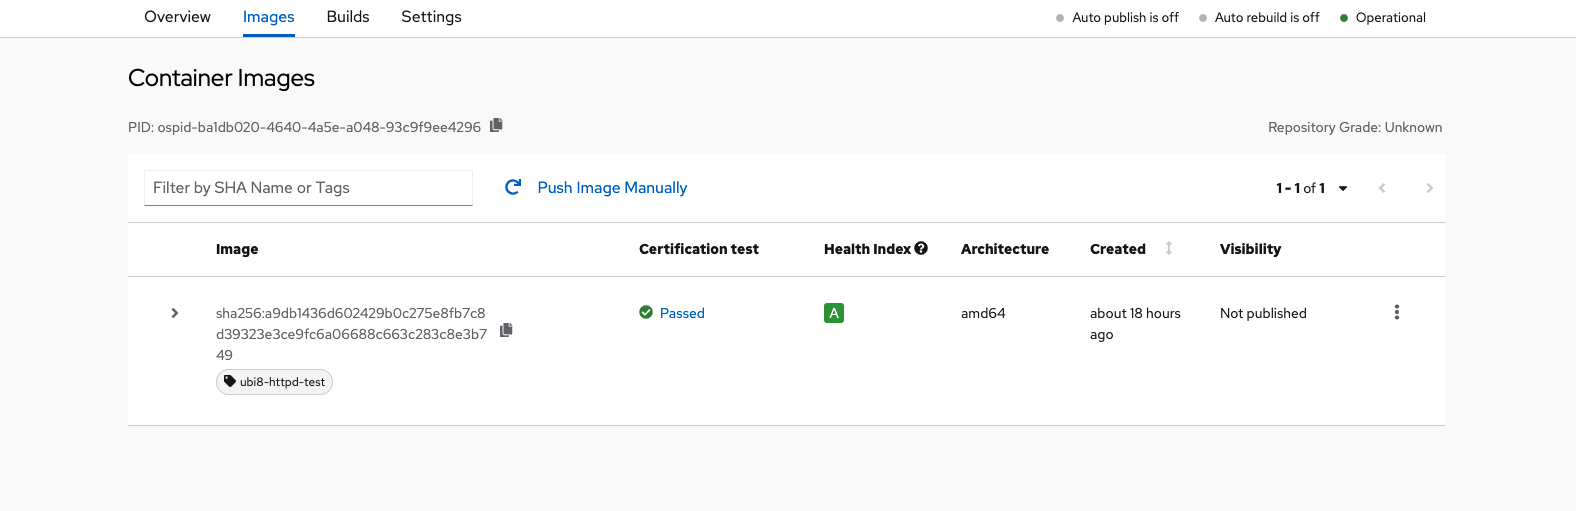 Overview Images Builds Settings Auto publish is off Auto rebuild is off Operational
Container Images
PID: ospid-ba1db020-4640-4a5e-a048-93c9f9ee4296 Repository Grade: Unknown
Filter by SHA Name or Tags Push Image Manually 1 - 1 of 1
Image Certification test Health Index Architecture Created Visibility
sha256:a9db1436d602429b0c275e8fb7c8 Passed A amd64 about 18 hours Not published
d39323e3ce9fc6a06688c663c283c8e3b7 ago
49
ubi8-httpd-test